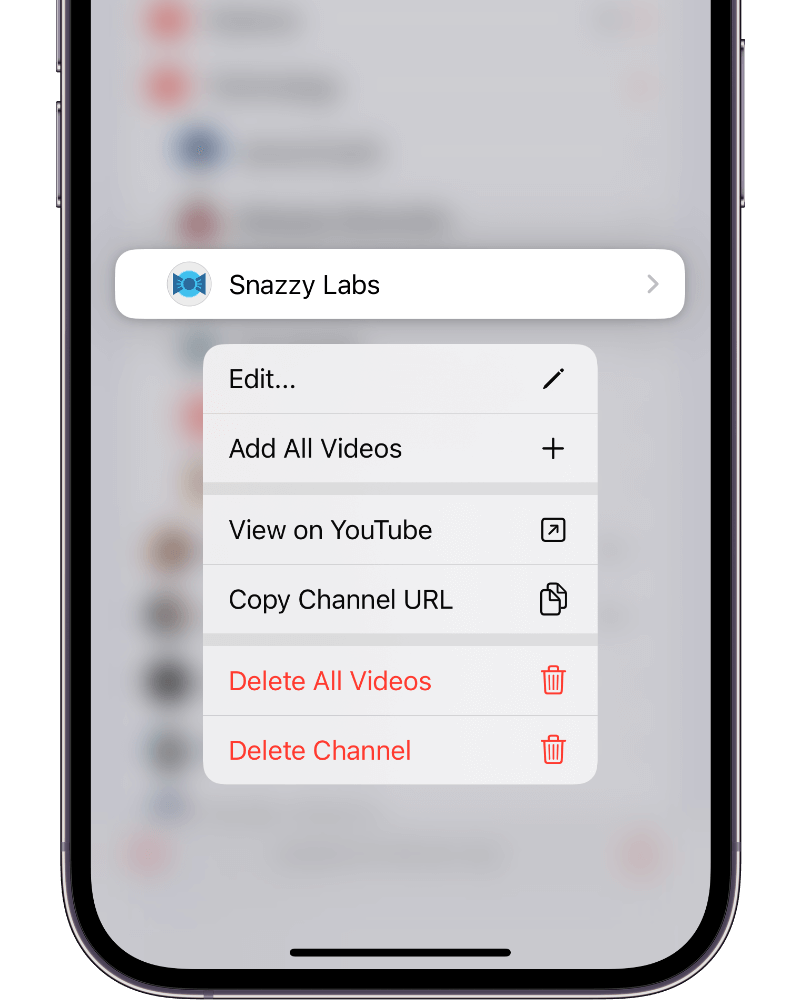 Snazzy Labs
Edit...
Add All Videos
View on YouTube
Copy Channel URL
Delete All Videos
Delete Channel